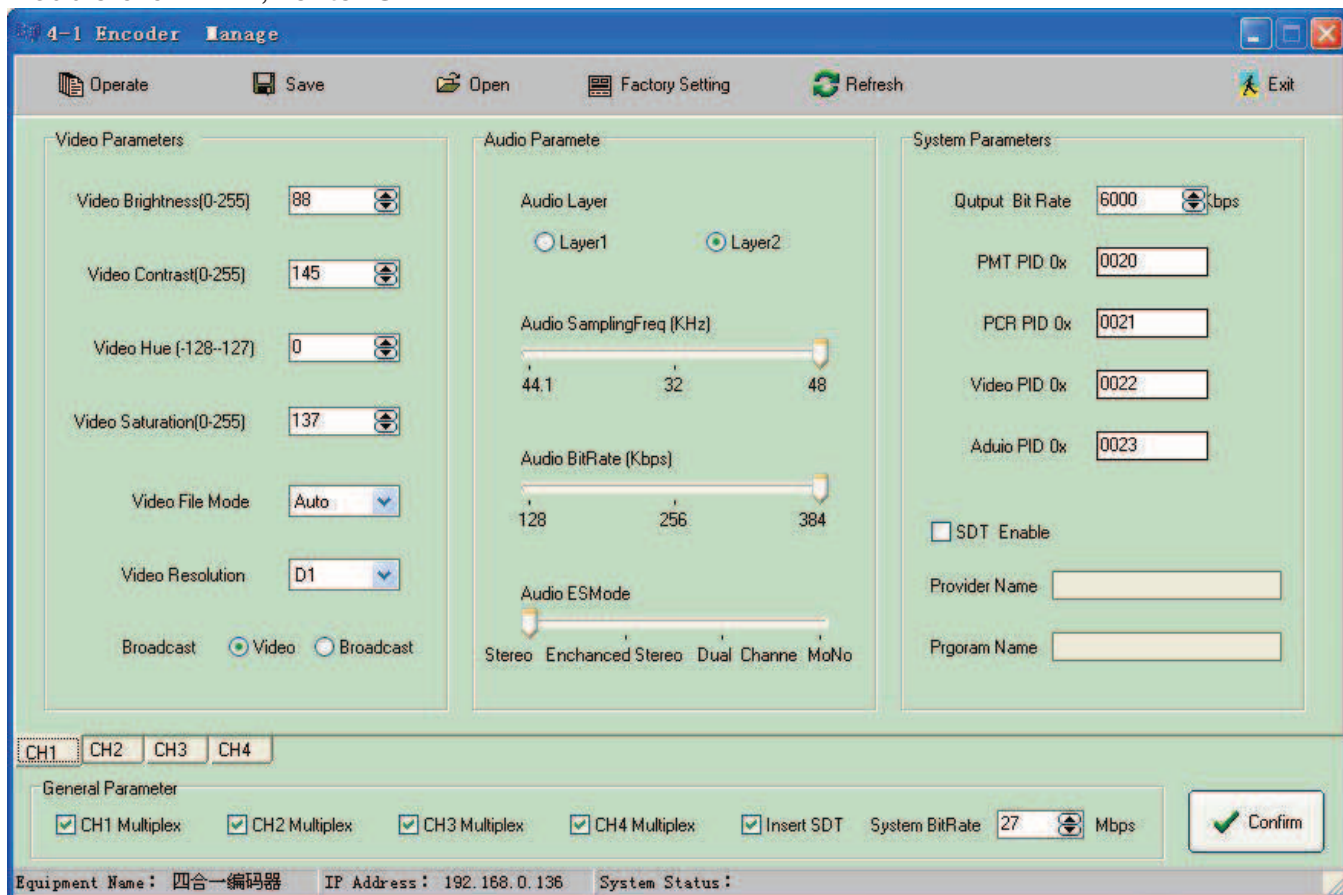 4-1 Encoder Manage
Operate Save Open Factory Setting Refresh Exit
Video Parameters
Video Brightness(0-255) 88
Video Contrast(0-255) 145
Video Hue (-128--127) 0
Video Saturation(0-255) 137
Video File Mode Auto
Video Resolution D1
Broadcast Video Broadcast
Audio Paramete
Audio Layer
Layer1 Layer2
Audio SamplingFreq (KHz)
44.1 32 48
Audio BitRate (Kbps)
128 256 384
Audio ESMode
Stereo Enchanced Stereo Dual Channe MoNo
System Parameters
Qutput Bit Rate 6000 Kbps
PMT PID 0x 0020
PCR PID 0x 0021
Video PID 0x 0022
Aduio PID 0x 0023
SDT Enable
Provider Name
Prgoram Name
CH1 CH2 CH3 CH4
General Parameter
CH1 Multiplex CH2 Multiplex CH3 Multiplex CH4 Multiplex Insert SDT System BitRate 27 Mbps
Confirm
Equipment Name: 四合一编码器 IP Address: 192.168.0.136 System Status: